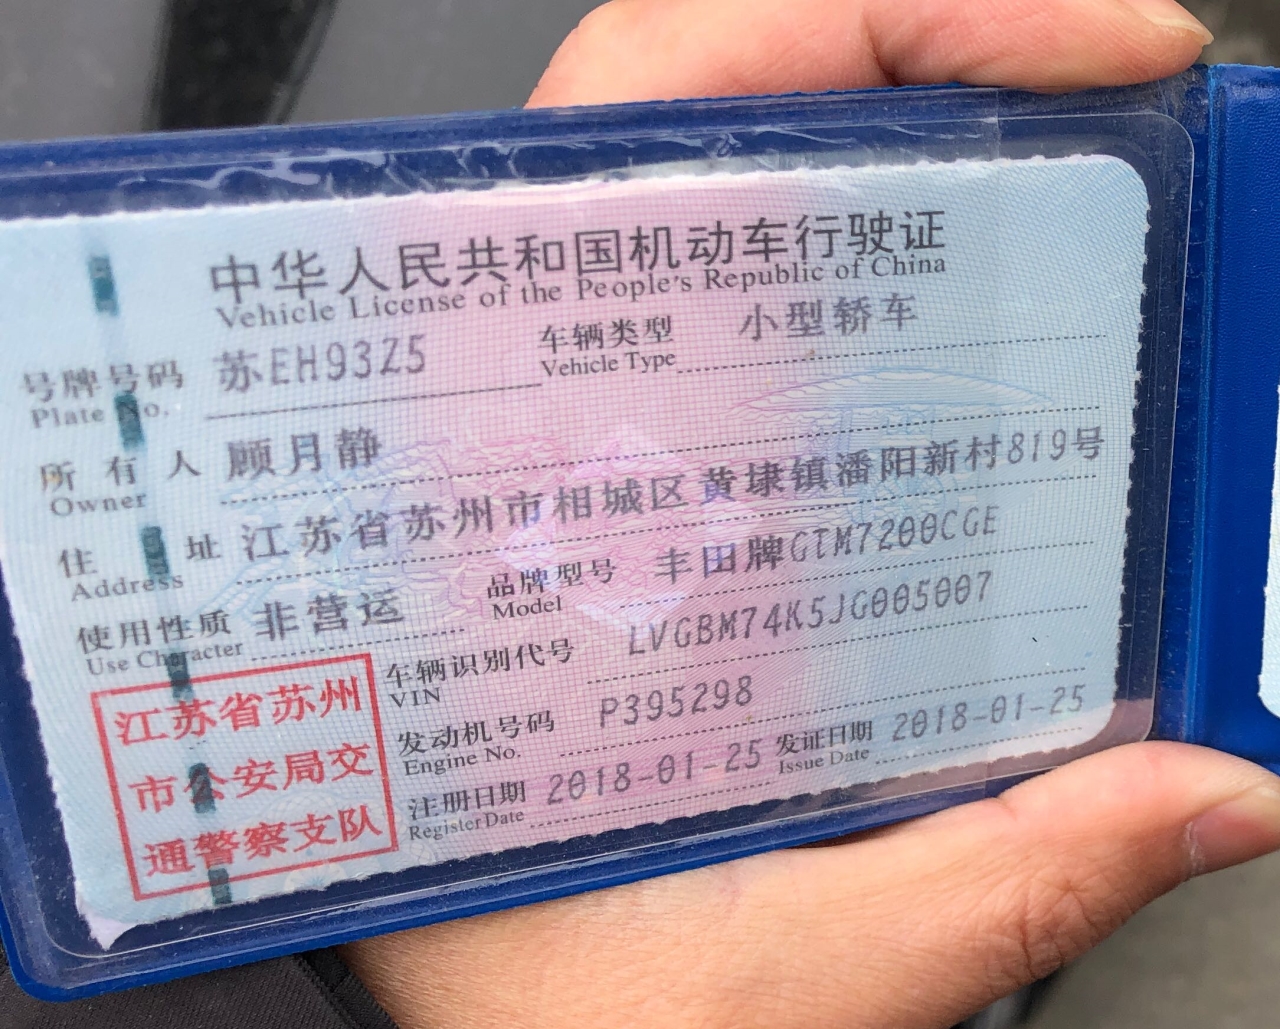 中华人民共和国机动车行驶证
Vehicle License of the People's Republic of China
号牌号码 苏EH93Z5 车辆类型 小型轿车
Plate No. Vehicle Type
所有人 顾月静
Owner
住址 江苏省苏州市相城区黄埭镇潘阳新村819号
Address
使用性质 非营运 品牌型号 丰田牌GTM7200CGE
Use Character Model
车辆识别代号 LVGBM74K5JG005007
VIN
发动机号码 P395298
Engine No.
注册日期 2018-01-25 发证日期 2018-01-25
Register Date Issue Date
江苏省苏州
市公安局交
通警察支队